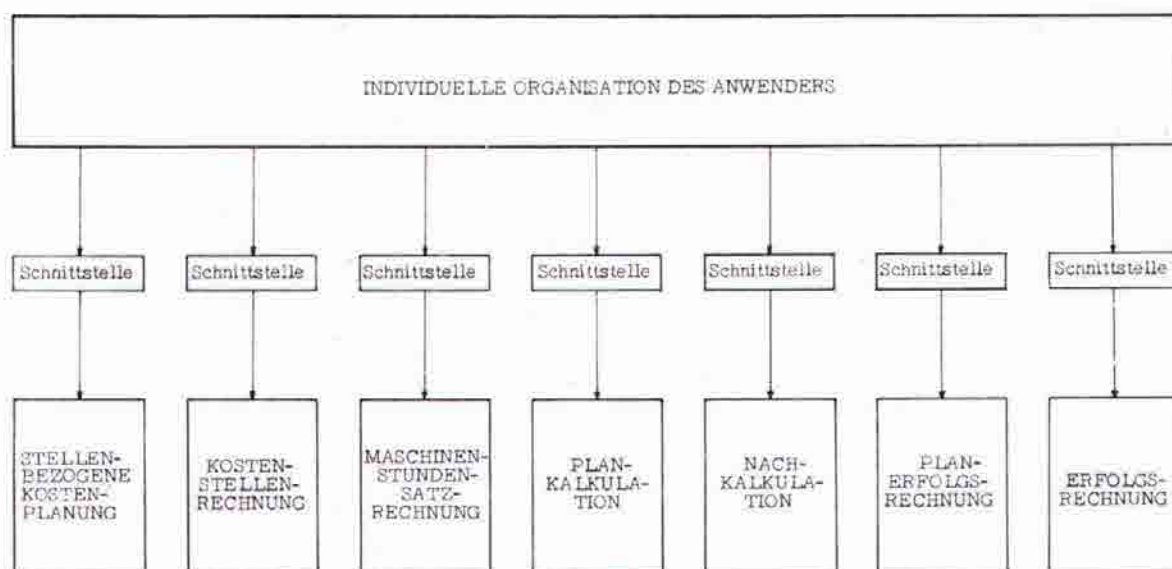 INDIVIDUELLE ORGANISATION DES ANWENDERS
Schnittstelle
Schnittstelle
Schnittstelle
Schnittstelle
Schnittstelle
Schnittstelle
Schnittstelle
STELLEN-
BEZOGENE
KOSTEN-
PLANUNG
KOSTEN-
STELLEN-
RECHNUNG
MASCHINEN-
STUNDEN-
SATZ-
RECHNUNG
PLAN-
KALKULA-
TION
NACH-
KALKULA-
TION
PLAN-
ERFOLGS-
RECHNUNG
ERFOLGS-
RECHNUNG